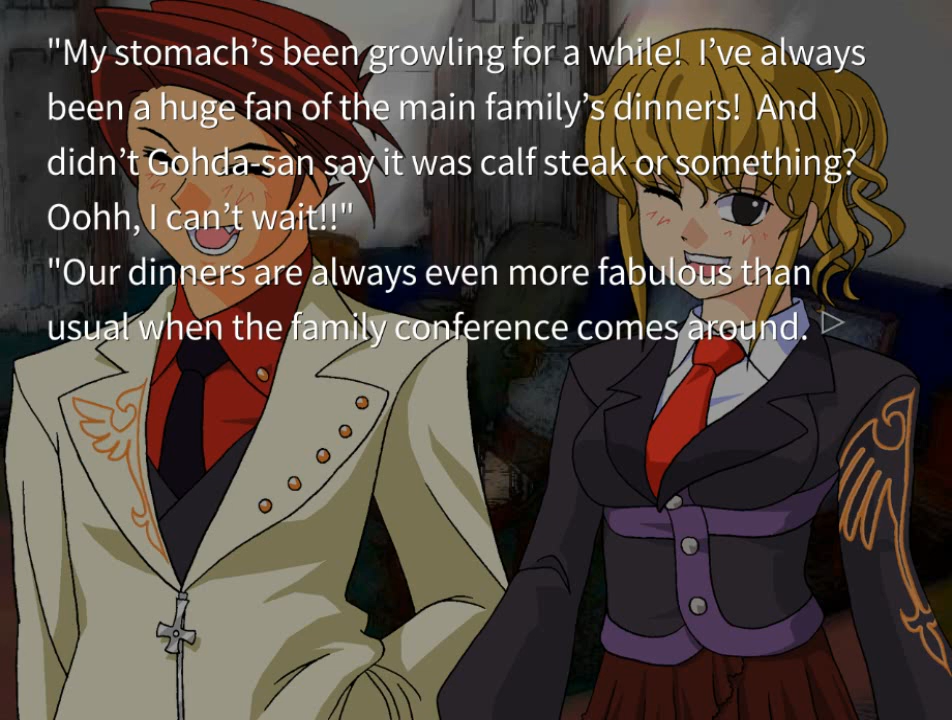 "My stomach’s been growling for a while!  I’ve always
been a huge fan of the main family’s dinners!  And
didn’t Gohda-san say it was calf steak or something?
Oohh, I can’t wait!!"
"Our dinners are always even more fabulous than
usual when the family conference comes around.